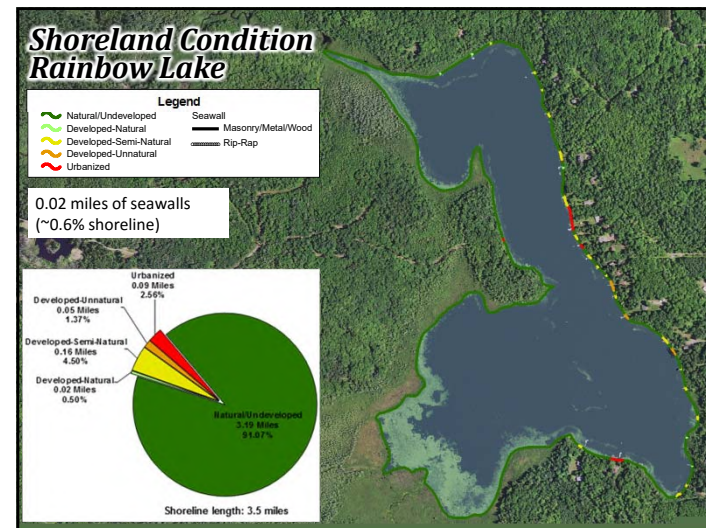 Shoreland Condition
Rainbow Lake
Legend
Natural/Undeveloped
Developed-Natural
Developed-Semi-Natural
Developed-Unnatural
Urbanized
Seawall
Masonry/Metal/Wood
Rip-Rap
0.02 miles of seawalls
(~0.6% shoreline)
Urbanized
0.09 Miles
2.56%
Developed-Unnatural
0.05 Miles
1.37%
Developed-Semi-Natural
0.16 Miles
4.50%
Developed-Natural
0.02 Miles
0.50%
Natural/Undeveloped
3.19 Miles
91.07%
Shoreline length: 3.5 miles